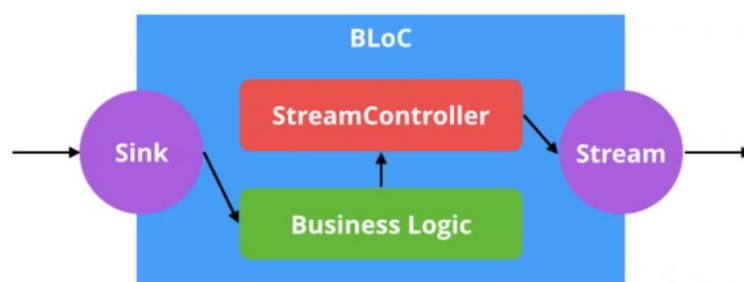 BLoC
StreamController
Sink
Stream
Business Logic